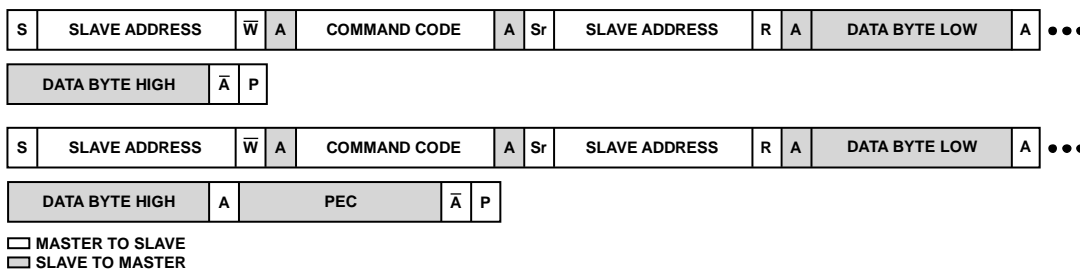 S SLAVE ADDRESS W̅ A COMMAND CODE A Sr SLAVE ADDRESS R A DATA BYTE LOW A •••
DATA BYTE HIGH A̅ P
S SLAVE ADDRESS W̅ A COMMAND CODE A Sr SLAVE ADDRESS R A DATA BYTE LOW A •••
DATA BYTE HIGH A PEC A̅ P
MASTER TO SLAVE
SLAVE TO MASTER